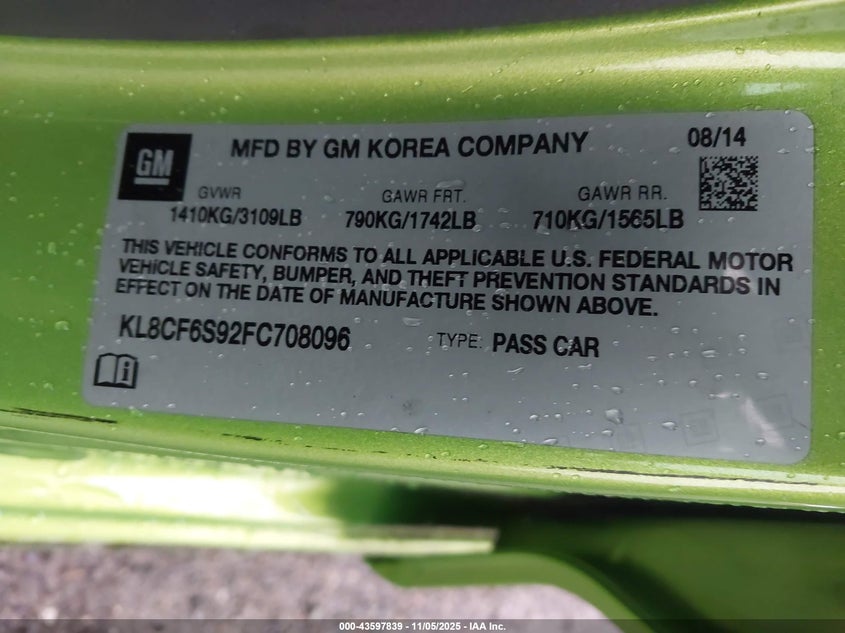 GM
MFD BY GM KOREA COMPANY
08/14
GVWR
1410KG/3109LB
GAWR FRT.
790KG/1742LB
GAWR RR.
710KG/1565LB
THIS VEHICLE CONFORMS TO ALL APPLICABLE U.S. FEDERAL MOTOR
VEHICLE SAFETY, BUMPER, AND THEFT PREVENTION STANDARDS IN
EFFECT ON THE DATE OF MANUFACTURE SHOWN ABOVE.
KL8CF6S92FC708096
TYPE: PASS CAR
000-43597839 - 11/05/2025 - IAA Inc.